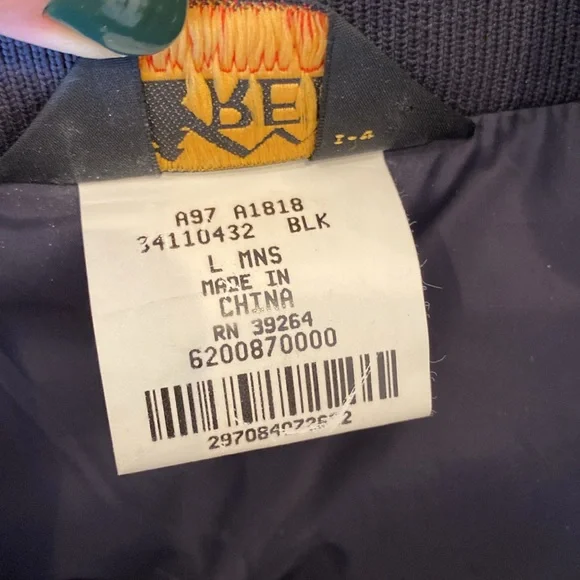 A97 A1818
34110432 BLK
L MNS
MADE IN
CHINA
RN 39264
6200870000